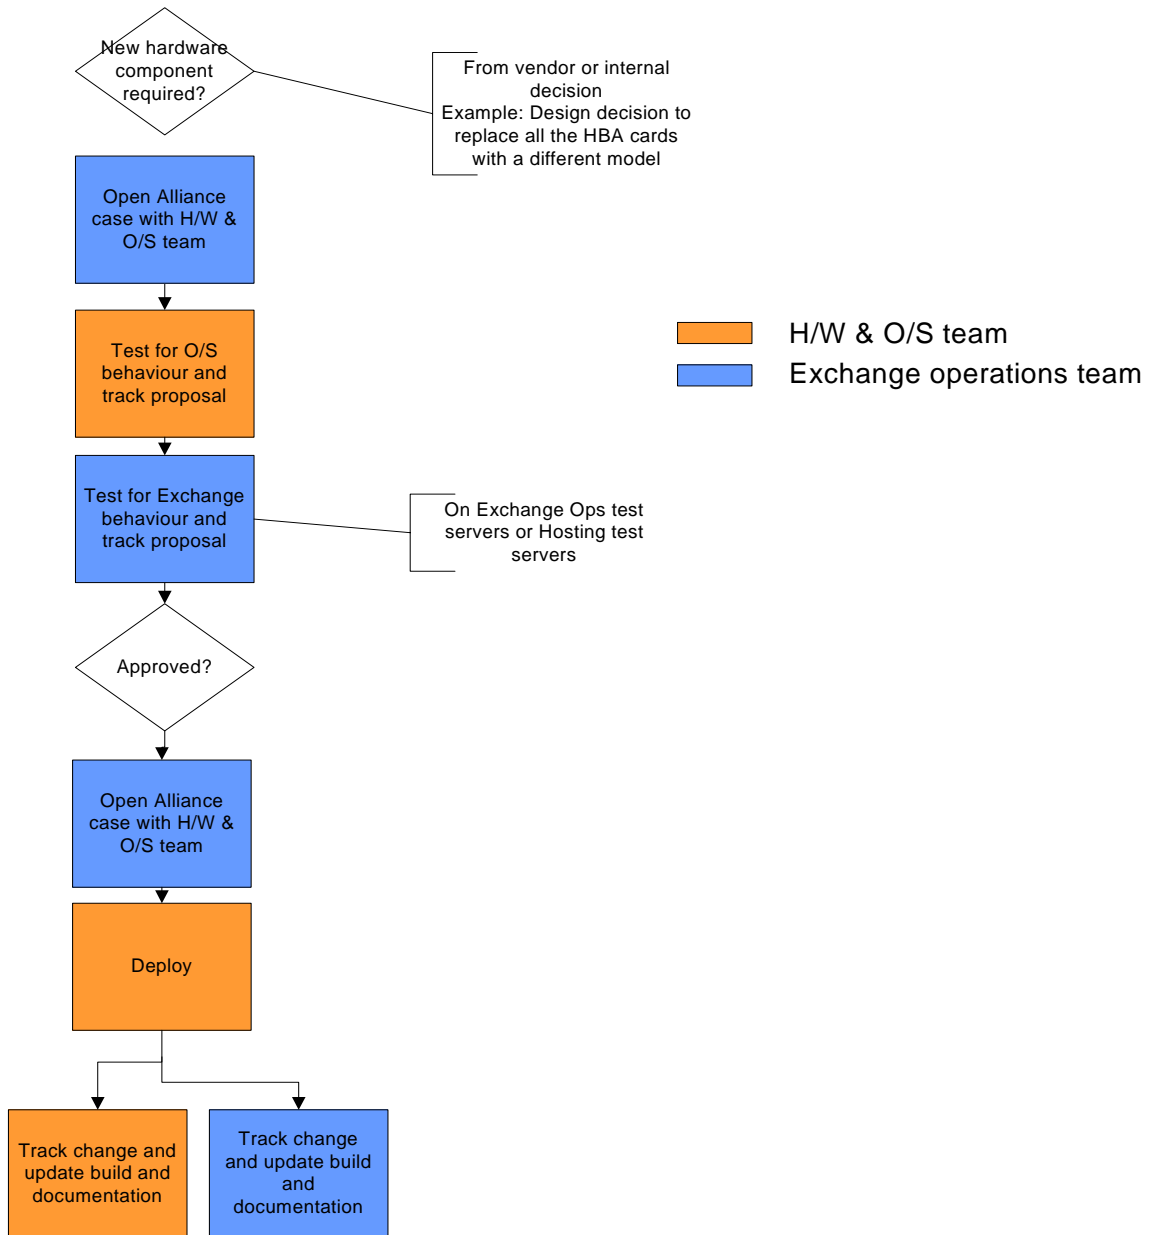 New hardware
component
required?
From vendor or internal
decision
Example: Design decision to
replace all the HBA cards
with a different model
Open Alliance
case with H/W &
O/S team
Test for O/S
behaviour and
track proposal
H/W & O/S team
Exchange operations team
Test for Exchange
behaviour and
track proposal
On Exchange Ops test
servers or Hosting test
servers
Approved?
Open Alliance
case with H/W &
O/S team
Deploy
Track change and
update build and
documentation
Track change
and update build
and
documentation